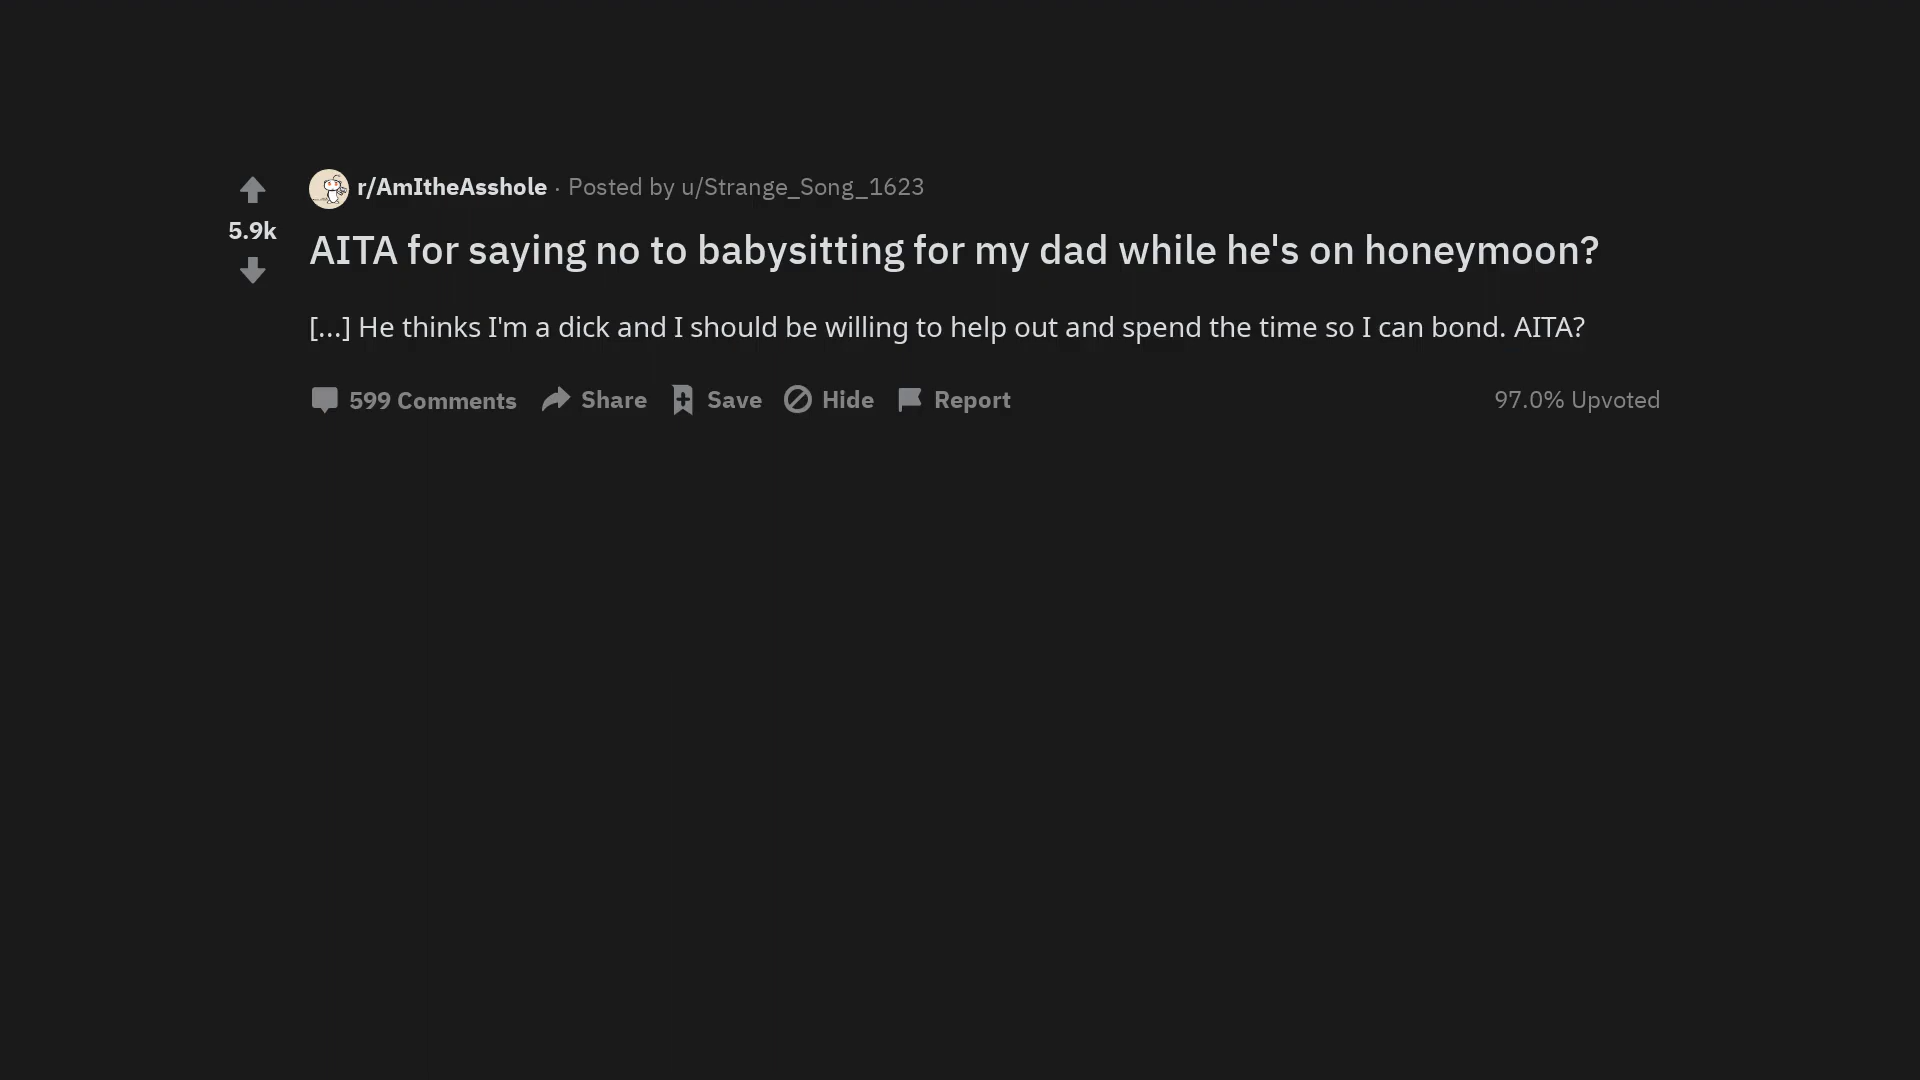 r/AmItheAsshole · Posted by u/Strange_Song_1623
5.9k
AITA for saying no to babysitting for my dad while he's on honeymoon?
[...] He thinks I'm a dick and I should be willing to help out and spend the time so I can bond. AITA?
599 Comments Share Save Hide Report 97.0% Upvoted